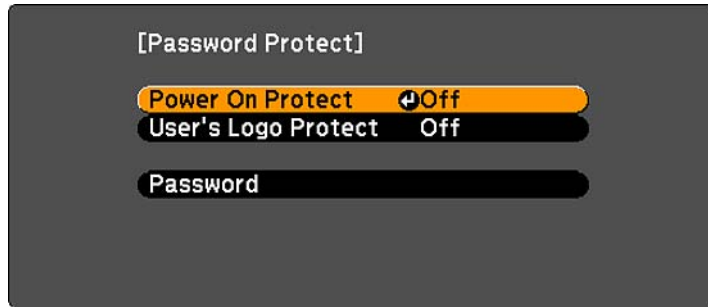 [Password Protect]
Power On Protect Off
User's Logo Protect Off
Password